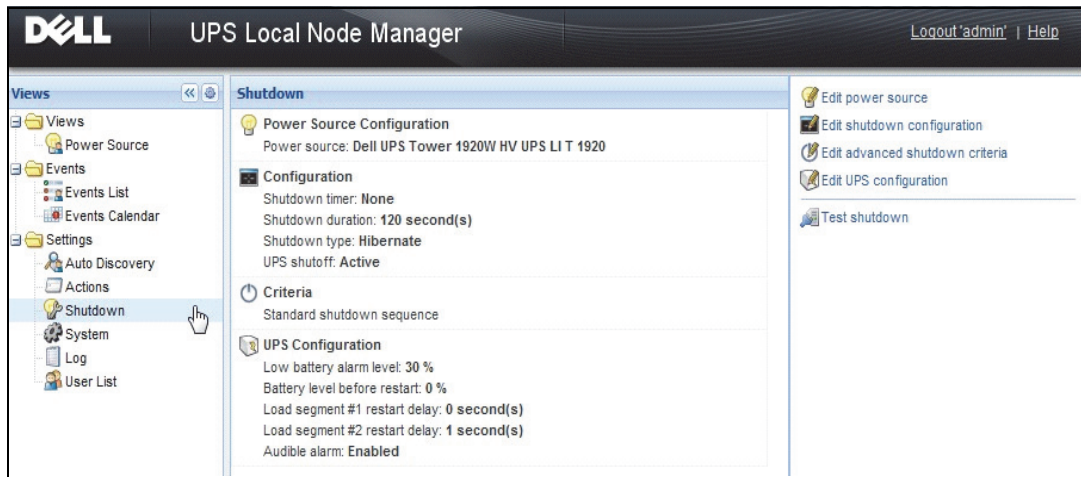 DELL
UPS Local Node Manager
Logout 'admin' | Help
Views
Views
Power Source
Events
Events List
Events Calendar
Settings
Auto Discovery
Actions
Shutdown
System
Log
User List
Shutdown
Power Source Configuration
Power source: Dell UPS Tower 1920W HV UPS LI T 1920
Configuration
Shutdown timer: None
Shutdown duration: 120 second(s)
Shutdown type: Hibernate
UPS shutoff: Active
Criteria
Standard shutdown sequence
UPS Configuration
Low battery alarm level: 30 %
Battery level before restart: 0 %
Load segment #1 restart delay: 0 second(s)
Load segment #2 restart delay: 1 second(s)
Audible alarm: Enabled
Edit power source
Edit shutdown configuration
Edit advanced shutdown criteria
Edit UPS configuration
Test shutdown